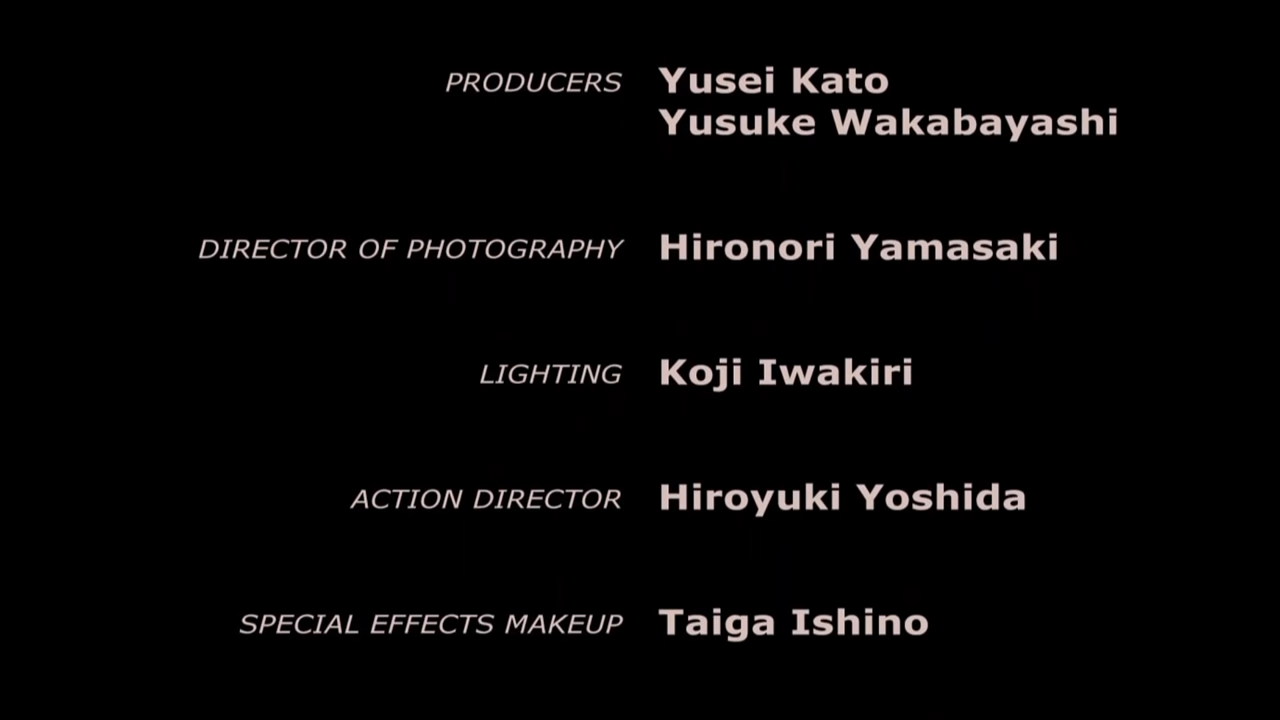 PRODUCERS Yusei Kato
Yusuke Wakabayashi
DIRECTOR OF PHOTOGRAPHY Hironori Yamasaki
LIGHTING Koji Iwakiri
ACTION DIRECTOR Hiroyuki Yoshida
SPECIAL EFFECTS MAKEUP Taiga Ishino